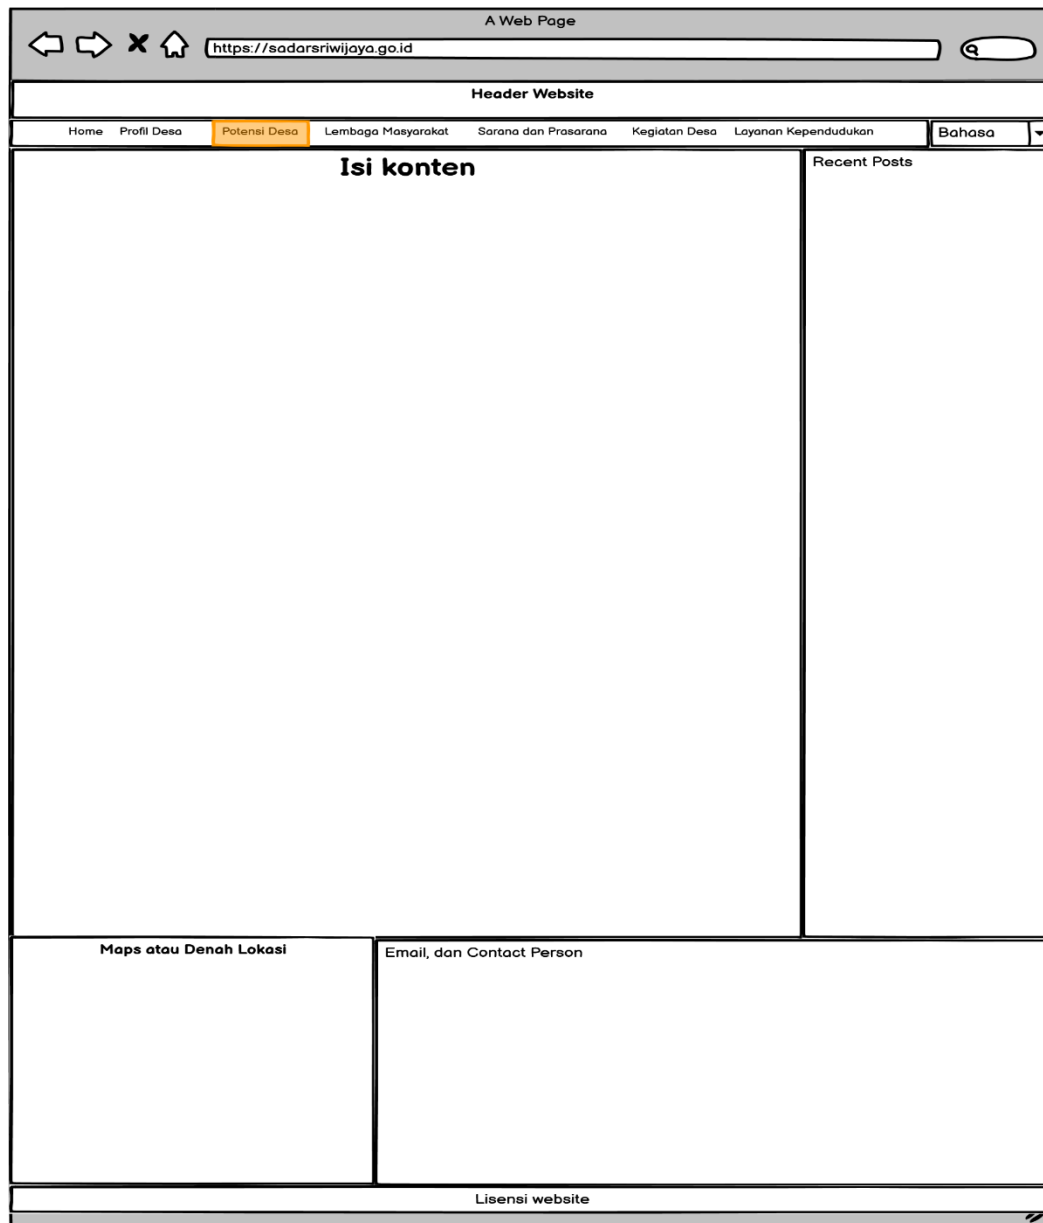 A Web Page
https://sadarsriwijaya.go.id
Header Website
Home Profil Desa Potensi Desa Lembaga Masyarakat Sarana dan Prasarana Kegiatan Desa Layanan Kependudukan Bahasa
Isi konten
Recent Posts
Maps atau Denah Lokasi
Email, dan Contact Person
Lisensi website